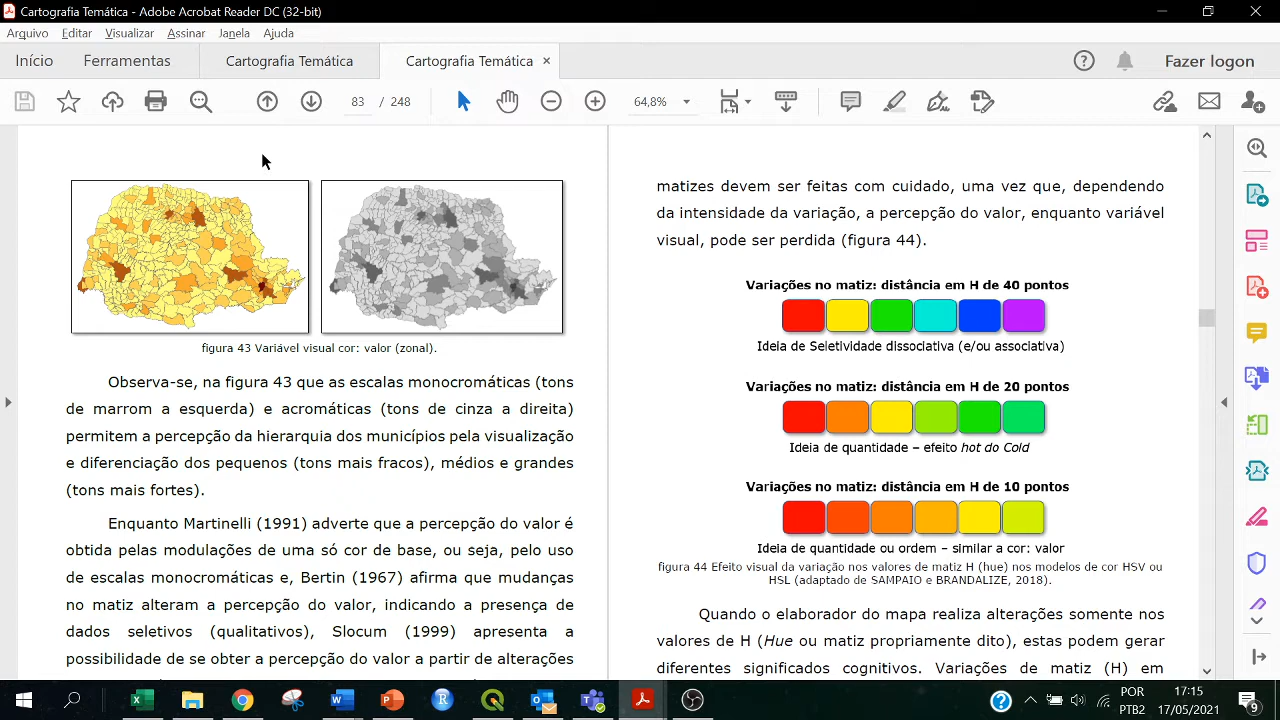 Cartografia Temática - Adobe Acrobat Reader DC (32-bit)
Arquivo Editar Visualizar Assinar Janela Ajuda
Início Ferramentas Cartografia Temática Cartografia Temática × Fazer logon
83 / 248 64,8%
figura 43 Variável visual cor: valor (zonal).
Observa-se, na figura 43 que as escalas monocromáticas (tons
de marrom a esquerda) e acromáticas (tons de cinza a direita)
permitem a percepção da hierarquia dos municípios pela visualização
e diferenciação dos pequenos (tons mais fracos), médios e grandes
(tons mais fortes).
Enquanto Martinelli (1991) adverte que a percepção do valor é
obtida pelas modulações de uma só cor de base, ou seja, pelo uso
de escalas monocromáticas e, Bertin (1967) afirma que mudanças
no matiz alteram a percepção do valor, indicando a presença de
dados seletivos (qualitativos), Slocum (1999) apresenta a
possibilidade de se obter a percepção do valor a partir de alterações
matizes devem ser feitas com cuidado, uma vez que, dependendo
da intensidade da variação, a percepção do valor, enquanto variável
visual, pode ser perdida (figura 44).
Variações no matiz: distância em H de 40 pontos
Ideia de Seletividade dissociativa (e/ou associativa)
Variações no matiz: distância em H de 20 pontos
Ideia de quantidade – efeito hot do Cold
Variações no matiz: distância em H de 10 pontos
Ideia de quantidade ou ordem – similar a cor: valor
figura 44 Efeito visual da variação nos valores de matiz H (hue) nos modelos de cor HSV ou
HSL (adaptado de SAMPAIO e BRANDALIZE, 2018).
Quando o elaborador do mapa realiza alterações somente nos
valores de H (Hue ou matiz propriamente dito), estas podem gerar
diferentes significados cognitivos. Variações de matiz (H) em
POR 17:15
PTB2 17/05/2021 9